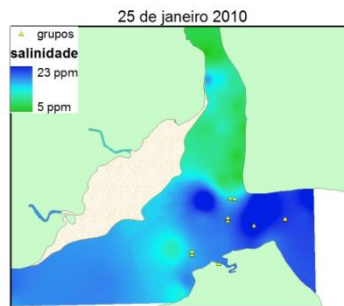 25 de janeiro 2010
grupos
salinidade
23 ppm
5 ppm